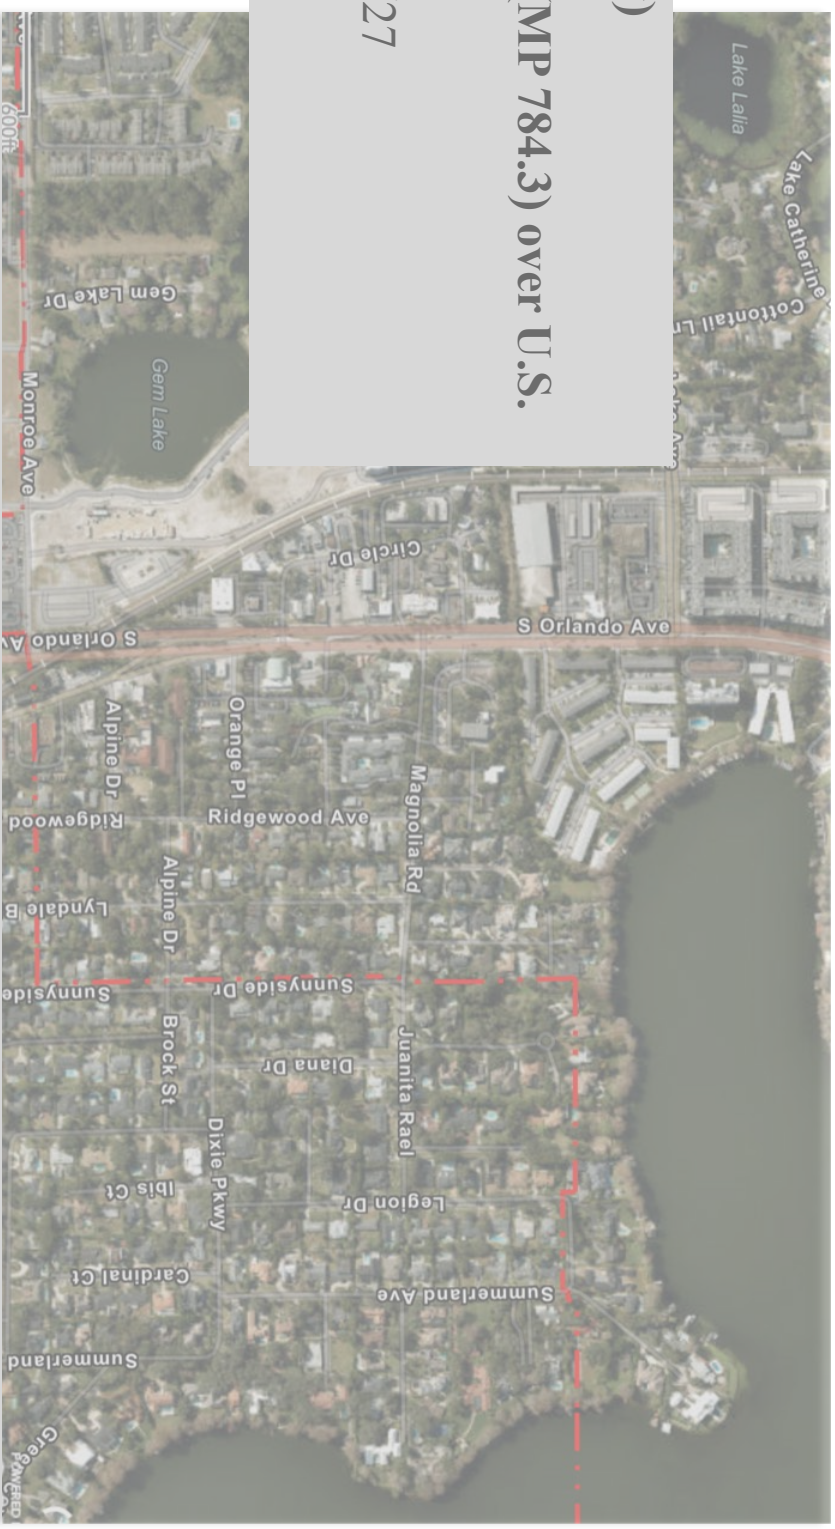 )
(MP 784.3) over U.S.
27
Lake Lalia
Lake Catherine
Cottontail Ln
Gem Lake Dr
Gem Lake
Monroe Ave
600ft
Circle Dr
S Orlando Av
S Orlando Ave
Alpine Dr
Orange Pl
Magnolia Rd
Ridgewood
Ridgewood Ave
Lyndale B
Alpine Dr
Sunnyside
Sunnyside Dr
Brock St
Diana Dr
Juanita Rael
Dixie Pkwy
Ibis Ct
Legion Dr
Cardinal Ct
Summerland Ave
Summerland
Gree
POWERED